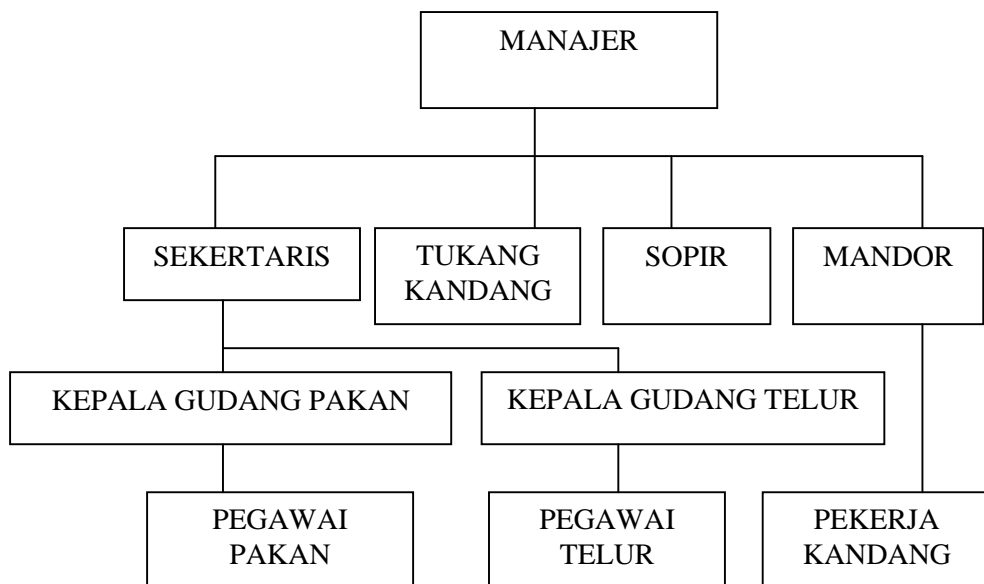 MANAJER
SEKERTARIS
TUKANG
KANDANG
SOPIR
MANDOR
KEPALA GUDANG PAKAN
KEPALA GUDANG TELUR
PEGAWAI
PAKAN
PEGAWAI
TELUR
PEKERJA
KANDANG